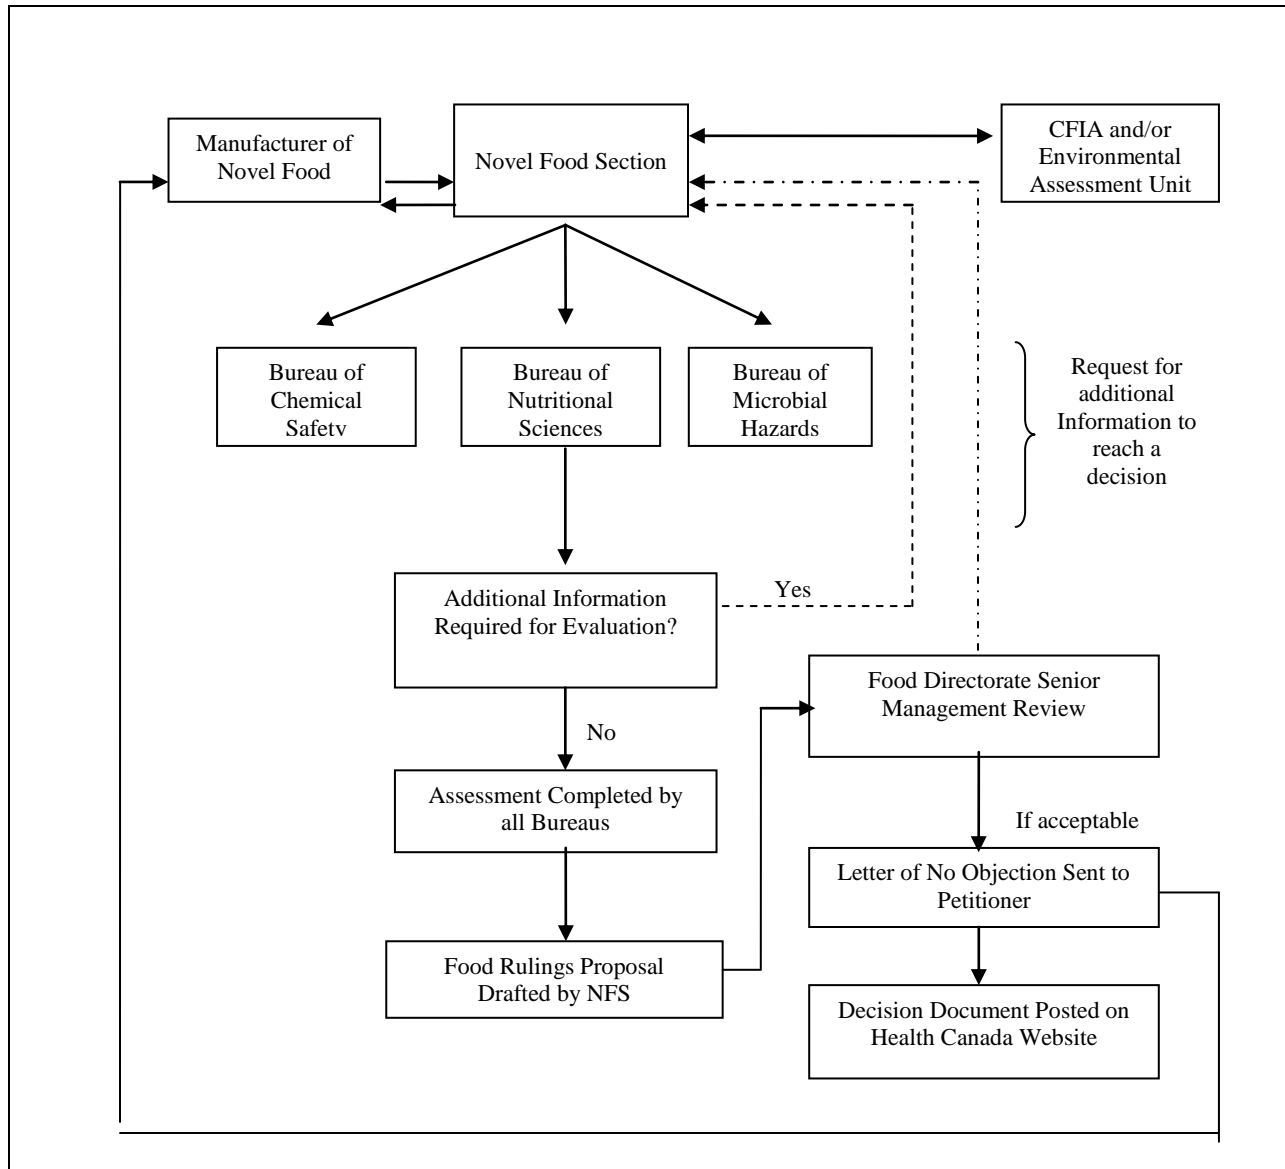 Manufacturer of
Novel Food
Novel Food Section
CFIA and/or
Environmental
Assessment Unit
Bureau of
Chemical
Safety
Bureau of
Nutritional
Sciences
Bureau of
Microbial
Hazards
Request for
additional
Information to
reach a
decision
Additional Information
Required for Evaluation?
Yes
Food Directorate Senior
Management Review
No
Assessment Completed by
all Bureaus
If acceptable
Letter of No Objection Sent to
Petitioner
Food Rulings Proposal
Drafted by NFS
Decision Document Posted on
Health Canada Website